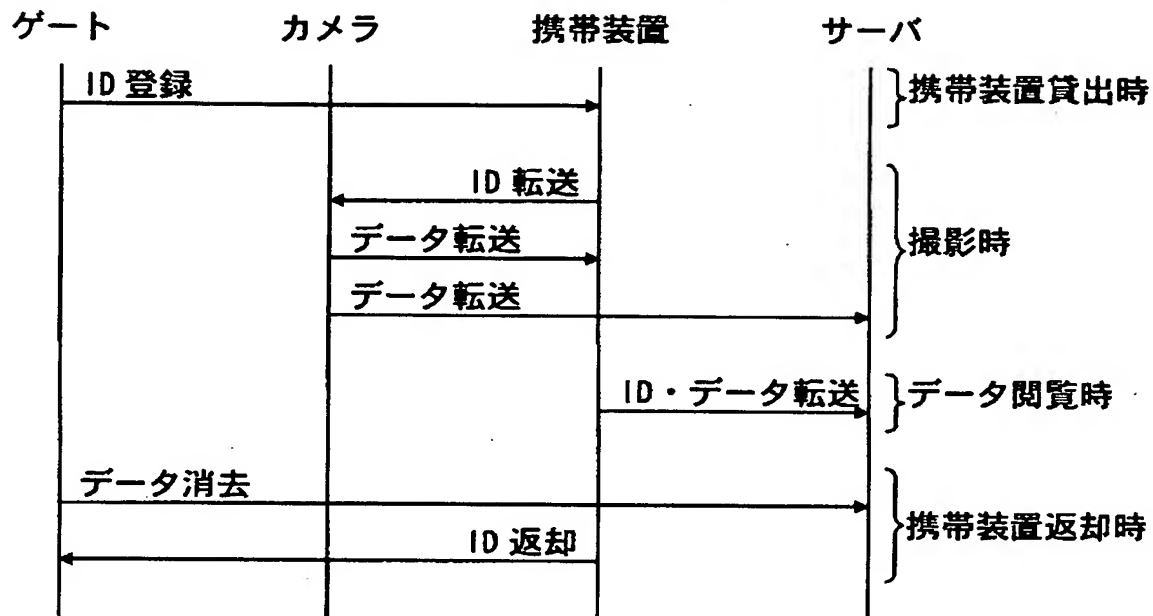 ゲート カメラ 携帯装置 サーバ
ID 登録
携帯装置貸出時
ID 転送
データ転送
撮影時
データ転送
ID・データ転送
データ閲覧時
データ消去
携帯装置返却時
ID 返却